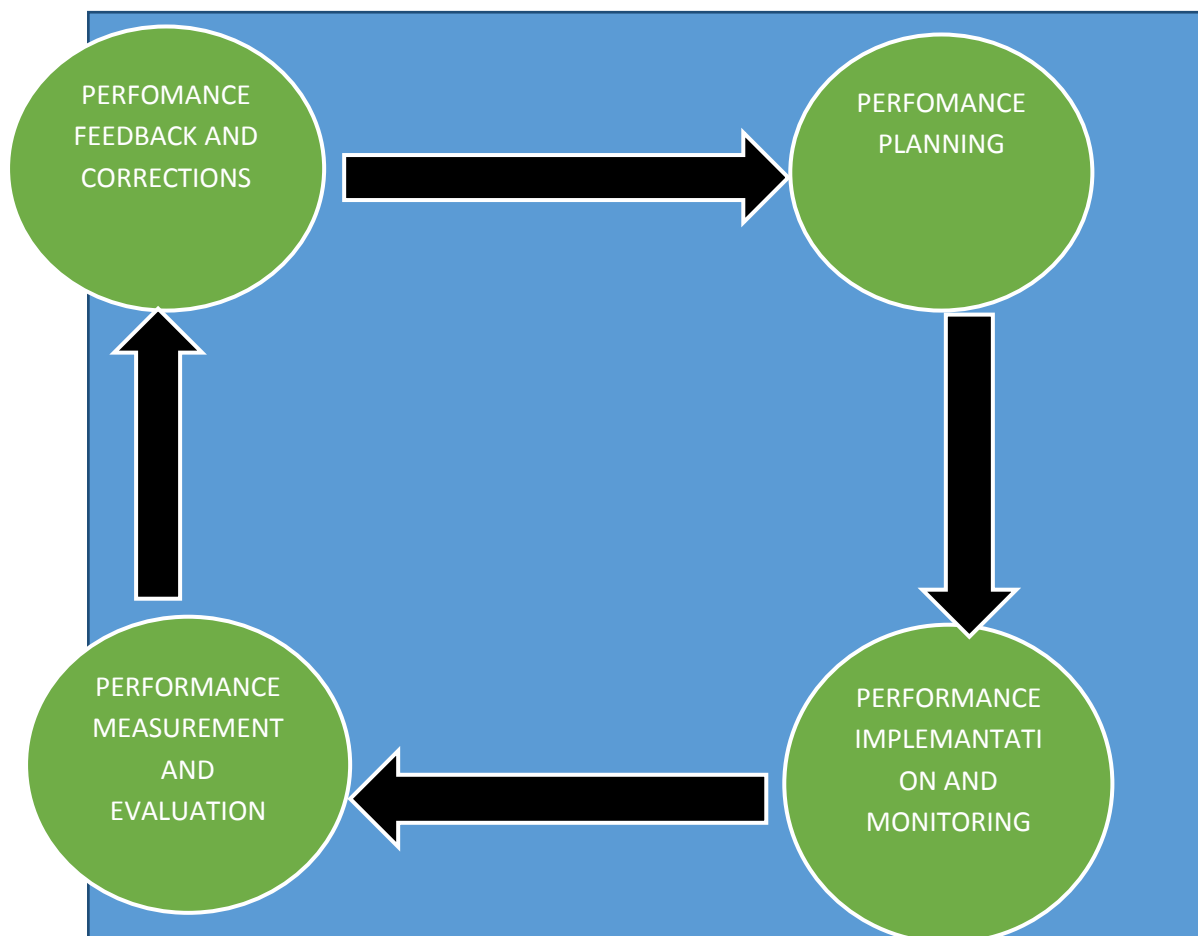 PERFOMANCE
FEEDBACK AND
CORRECTIONS
PERFOMANCE
PLANNING
PERFORMANCE
MEASUREMENT
AND
EVALUATION
PERFORMANCE
IMPLEMANTATI
ON AND
MONITORING